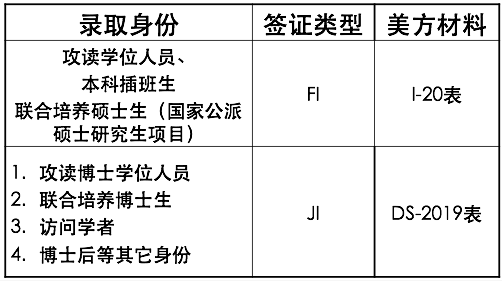 录取身份 签证类型 美方材料
攻读学位人员、
本科插班生
联合培养硕士生（国家公派
硕士研究生项目）
FI
I-20表
1. 攻读博士学位人员
2. 联合培养博士生
3. 访问学者
4. 博士后等其它身份
JI
DS-2019表